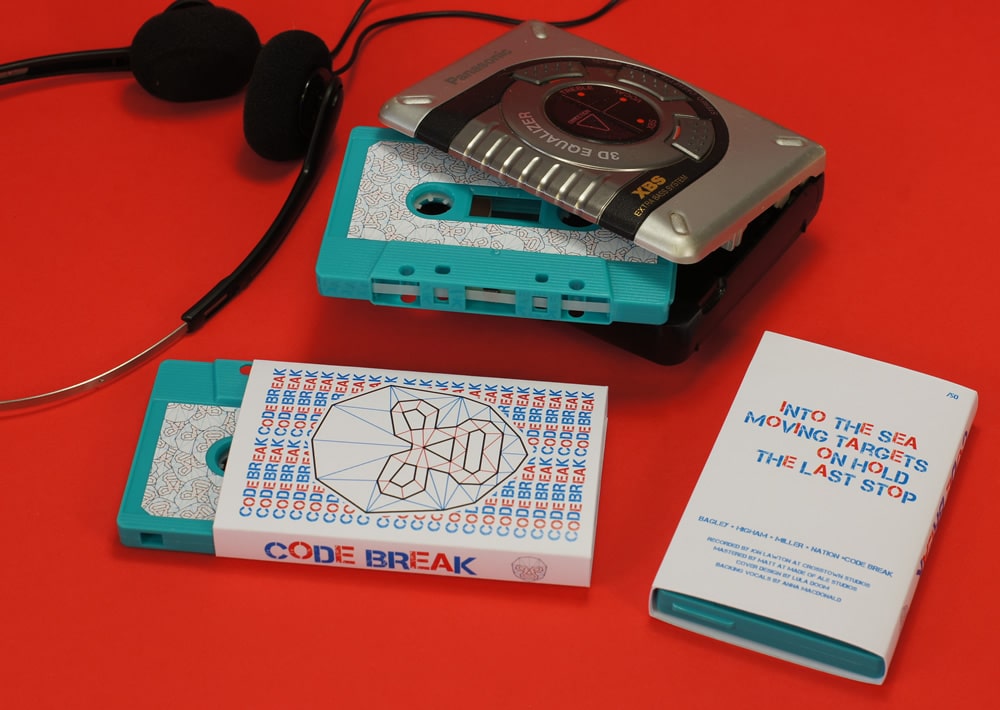 Panasonic
3D EQUALIZER
XBS
EXTRA BASS SYSTEM
CODE BREAK CODE BREAK
CODE BREAK
/50
INTO THE SEA
MOVING TARGETS
ON HOLD
THE LAST STOP
BAGLEY • HIGHAM • MILLER • NATION •CODE BREAK
RECORDED BY JON LAWTON AT CROSSTOWN STUDIOS
MASTERED BY MATT AT MADE OF ALE STUDIOS
COVER DESIGN BY LULA GOGM
BACKING VOCALS BY ANNA MACDONALD